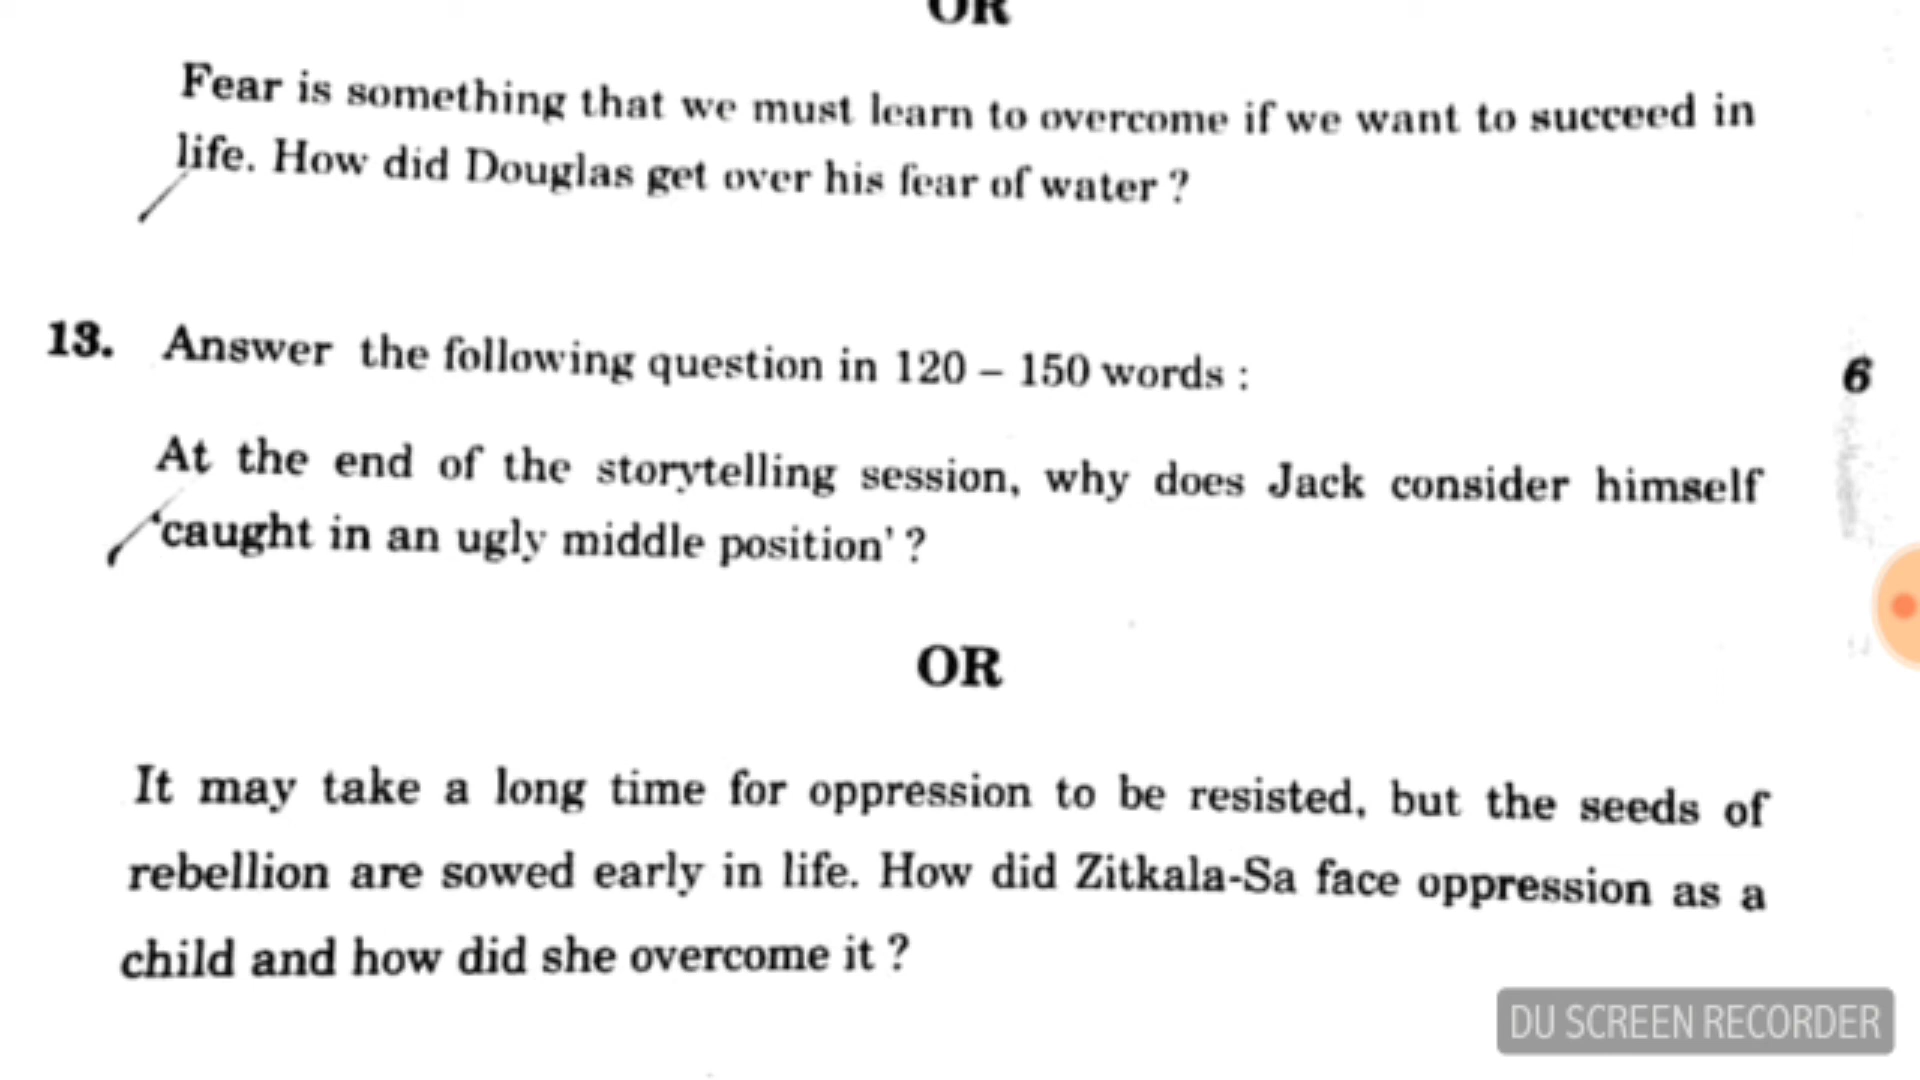 OR
Fear is something that we must learn to overcome if we want to succeed in
life. How did Douglas get over his fear of water ?
13. Answer the following question in 120 – 150 words : 6
At the end of the storytelling session, why does Jack consider himself
‘caught in an ugly middle position’ ?
OR
It may take a long time for oppression to be resisted, but the seeds of
rebellion are sowed early in life. How did Zitkala-Sa face oppression as a
child and how did she overcome it ?
DU SCREEN RECORDER